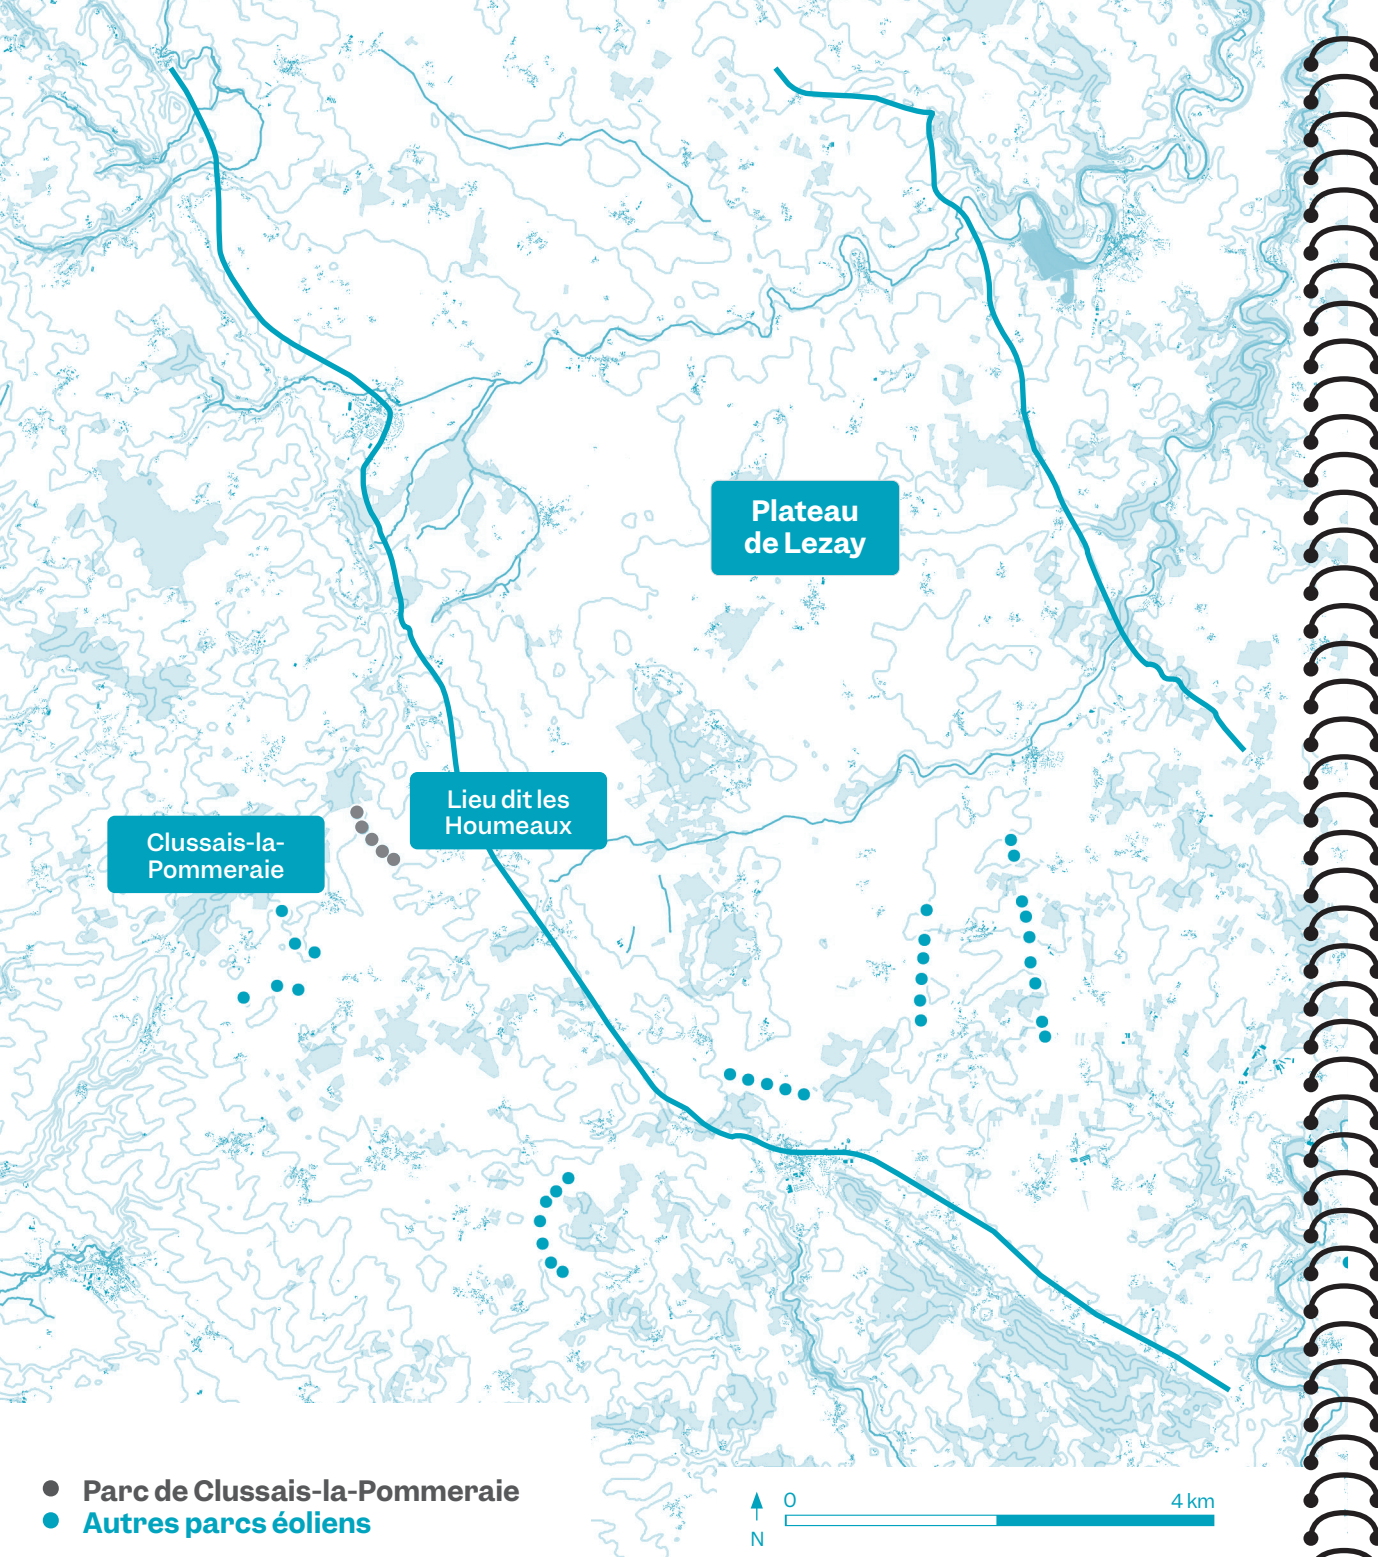 Plateau
de Lezay
Lieu dit les
Houmeaux
Clussais-la-
Pommeraie
Parc de Clussais-la-Pommeraie
Autres parcs éoliens
0
4 km
N